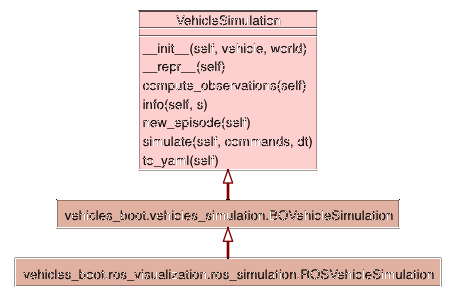 VehicleSimulation
__init__(self, vehicle, world)
__repr__(self)
compute_observations(self)
info(self, s)
new_episode(self)
simulate(self, commands, dt)
to_yaml(self)
vehicles_boot.vehicles_simulation.BOVehicleSimulation
vehicles_boot.ros_visualization.ros_simulation.ROSVehicleSimulation